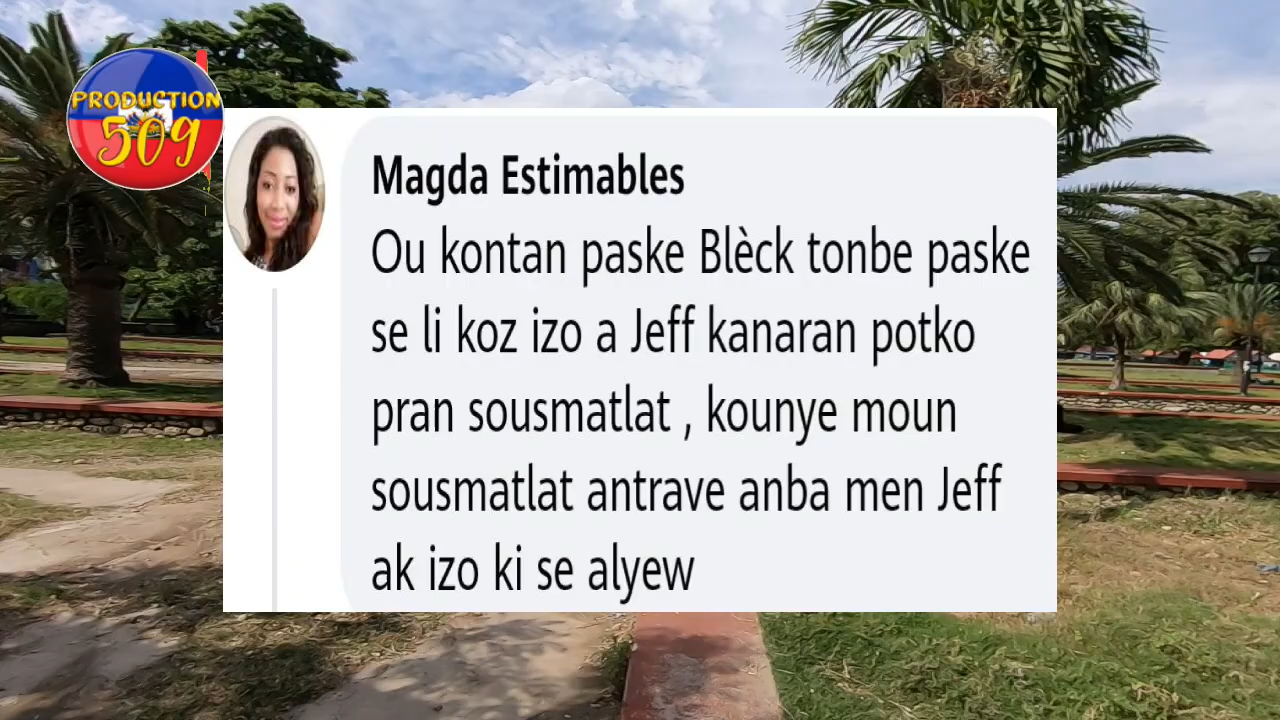 PRODUCTION
509
Magda Estimables
Ou kontan paske Blèck tonbe paske
se li koz izo a Jeff kanaran potko
pran sousmatlat , kounye moun
sousmatlat antrave anba men Jeff
ak izo ki se alyew